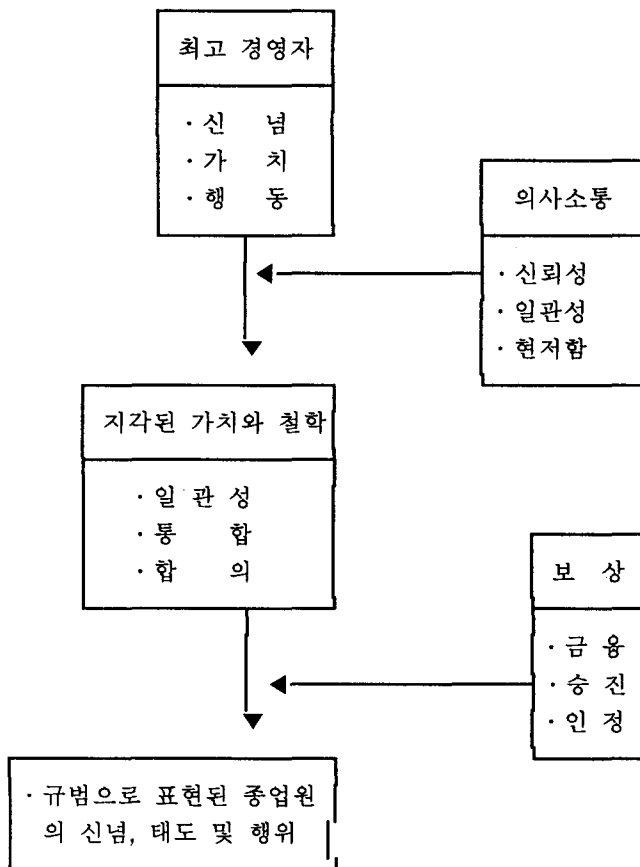 최고 경영자
· 신 념
· 가 치
· 행 동
의사소통
· 신뢰성
· 일관성
· 현저함
지각된 가치와 철학
· 일 관 성
· 통 합
· 합 의
보 상
· 금 융
· 승 진
· 인 정
· 규범으로 표현된 종업원
의 신념, 태도 및 행위